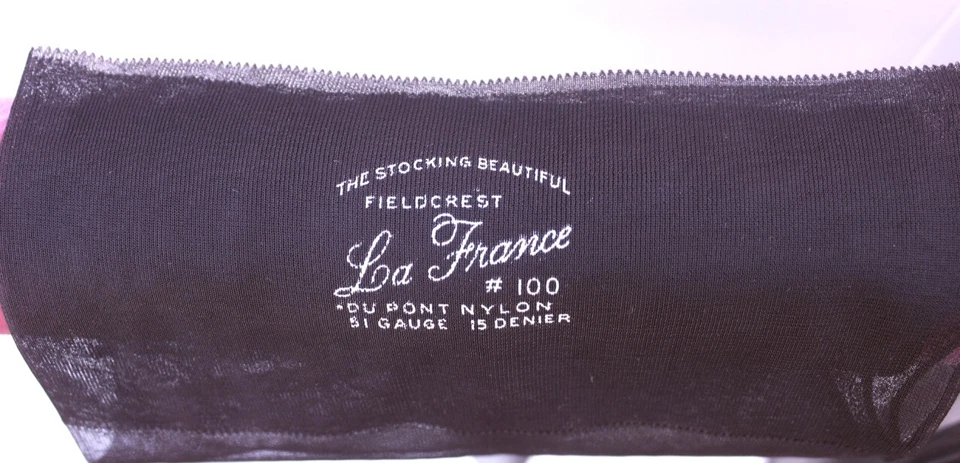 THE STOCKING BEAUTIFUL
FIELDCREST
La France
# 100
*DU PONT NYLON
51 GAUGE 15 DENIER